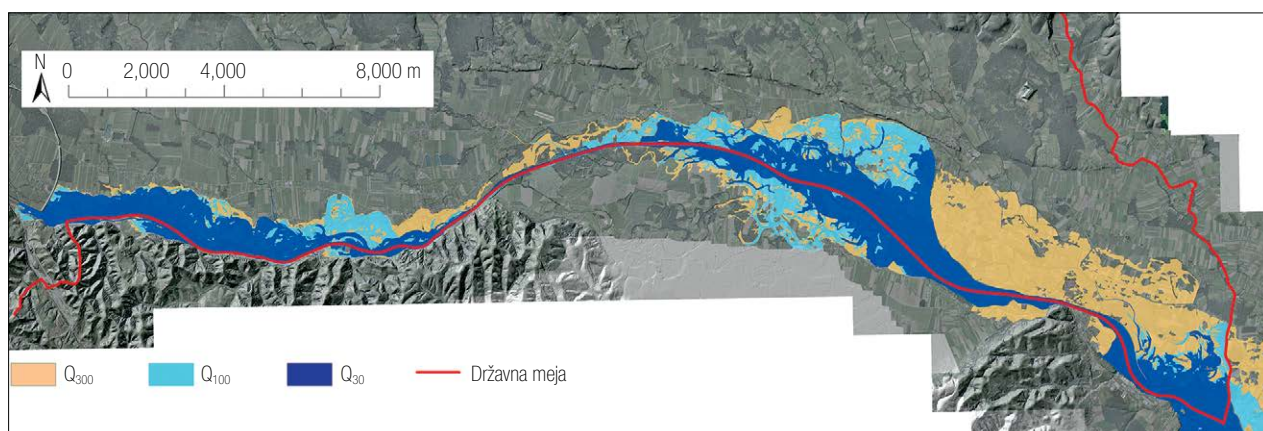 N
0 2,000 4,000 8,000 m
Q₃₀₀ Q₁₀₀ Q₃₀ Državna meja